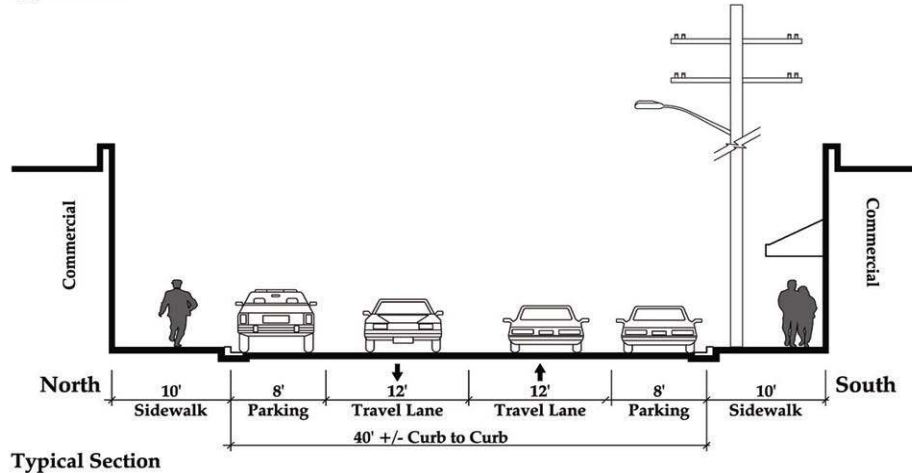 Commercial
Commercial
North
South
10'
8'
12'
12'
8'
10'
Sidewalk
Parking
Travel Lane
Travel Lane
Parking
Sidewalk
40' +/- Curb to Curb
Typical Section